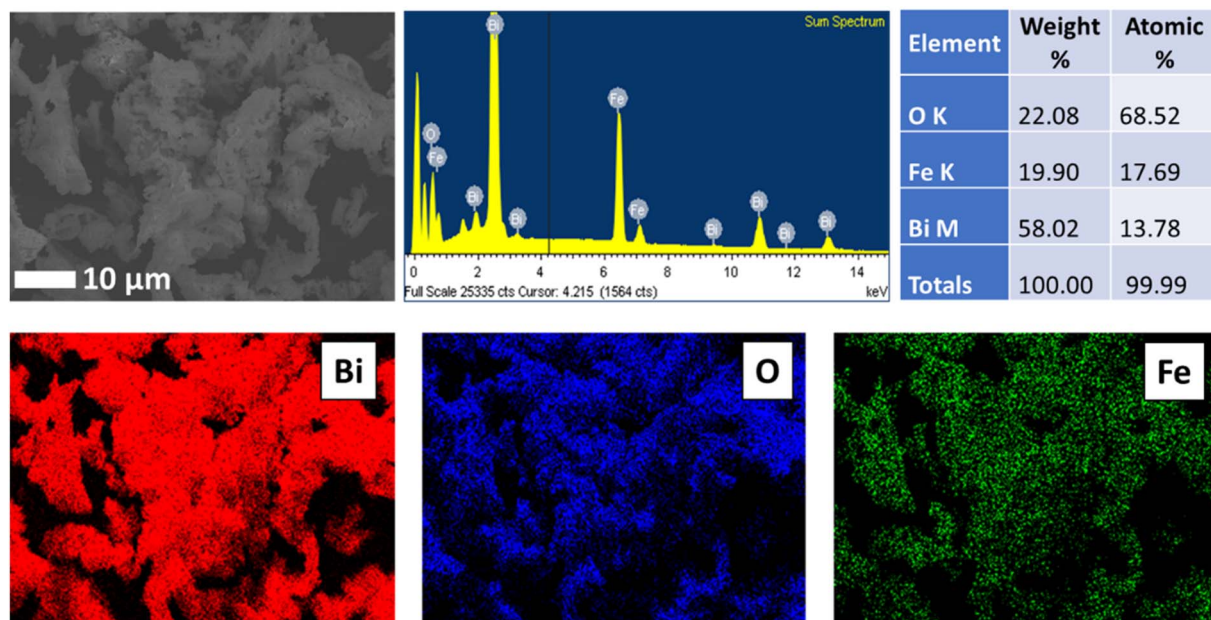 10 μm
Sum Spectrum
Bi
O
Fe
Bi
Bi
Fe
Fe
Bi
Bi
Bi
Bi
0 2 4 6 8 10 12 14
Full Scale 25335 cts Cursor: 4.215 (1564 cts) keV
Element Weight % Atomic %
O K 22.08 68.52
Fe K 19.90 17.69
Bi M 58.02 13.78
Totals 100.00 99.99
Bi
O
Fe